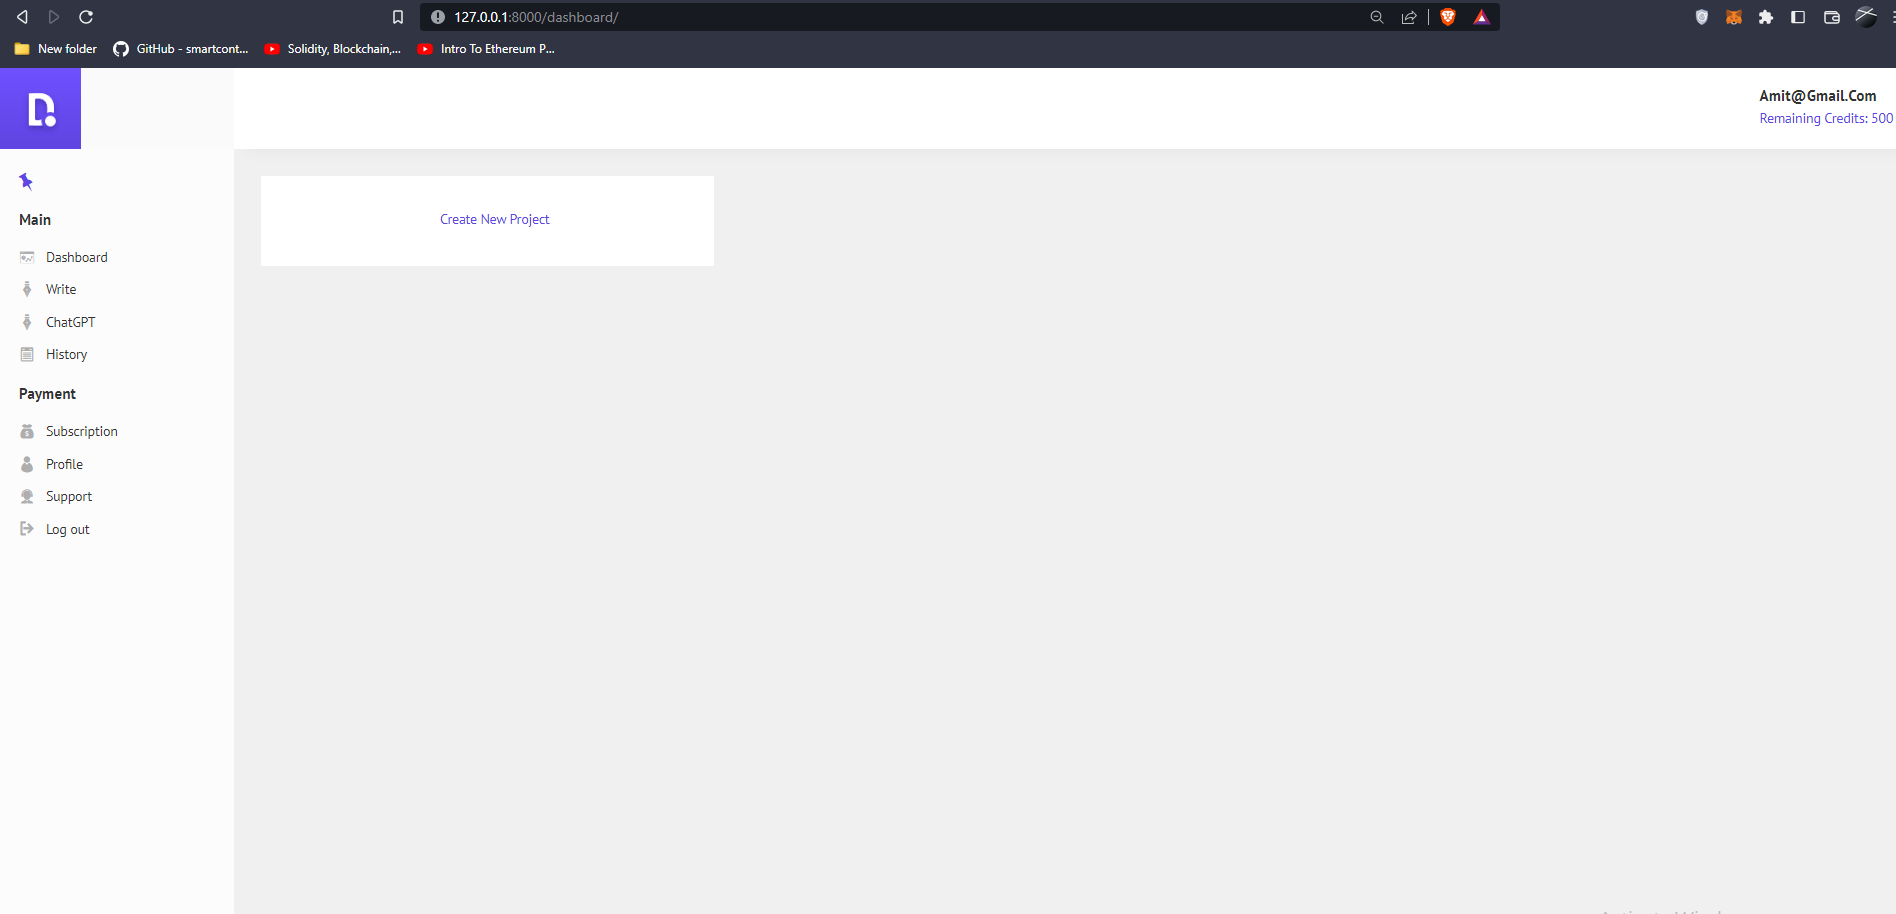 127.0.0.1:8000/dashboard/
New folder
GitHub - smartcont...
Solidity, Blockchain,...
Intro To Ethereum P...
D.
Amit@Gmail.Com
Remaining Credits: 500
Create New Project
Main
Dashboard
Write
ChatGPT
History
Payment
Subscription
Profile
Support
Log out